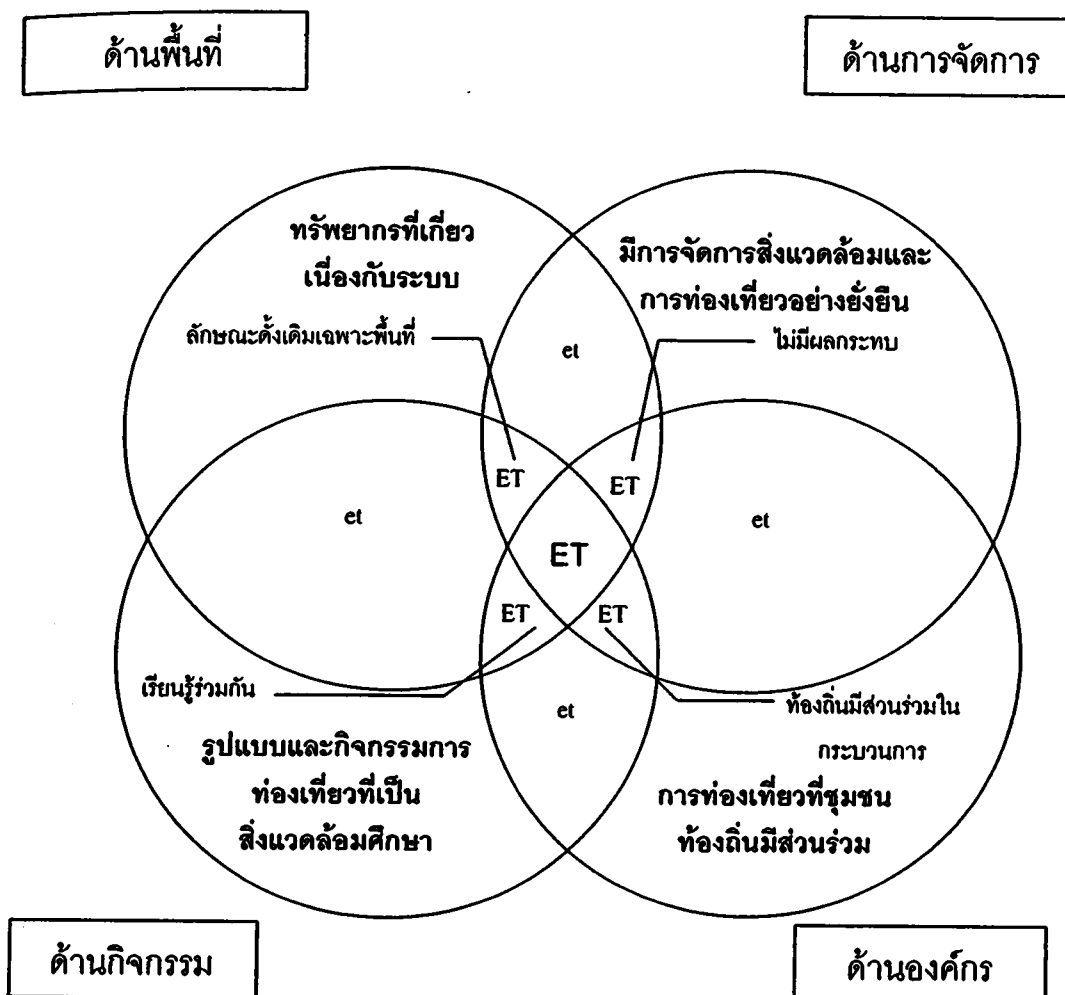 ด้านพื้นที่
ด้านการจัดการ
ทรัพยากรที่เกี่ยว
เนื่องกับระบบ
มีการจัดการสิ่งแวดล้อมและ
การท่องเที่ยวอย่างยั่งยืน
ลักษณะดั้งเดิมเฉพาะพื้นที่
et
ไม่มีผลกระทบ
ET
ET
et
et
ET
ET
ET
เรียนรู้ร่วมกัน
et
ท้องถิ่นมีส่วนร่วมใน
กระบวนการ
รูปแบบและกิจกรรมการ
ท่องเที่ยวที่เป็น
สิ่งแวดล้อมศึกษา
การท่องเที่ยวที่ชุมชน
ท้องถิ่นมีส่วนร่วม
ด้านกิจกรรม
ด้านองค์กร